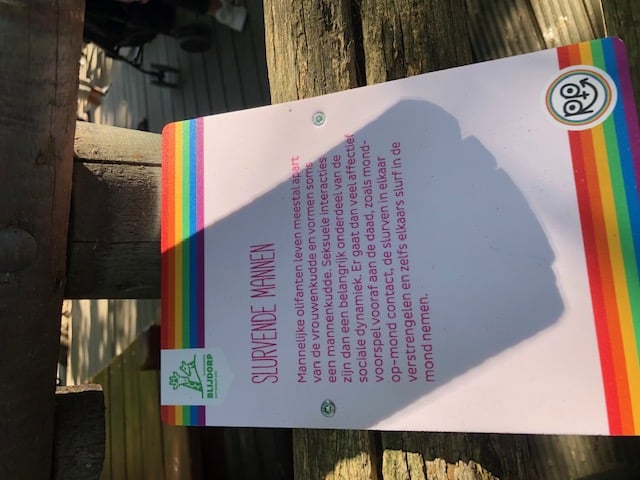 SLURVENDE MANNEN
Mannelijke olifanten leven meestal apart
van de vrouwenkudde en vormen soms
een mannenkudde. Seksuele interacties
zijn dan een belangrijk onderdeel van de
sociale dynamiek. Er gaat dan veel affectief
voorspel vooraf aan de daad, zoals mond-
op-mond contact, de slurven in elkaar
verstrengelen en zelfs elkaars slurf in de
mond nemen.
BLIJDORP